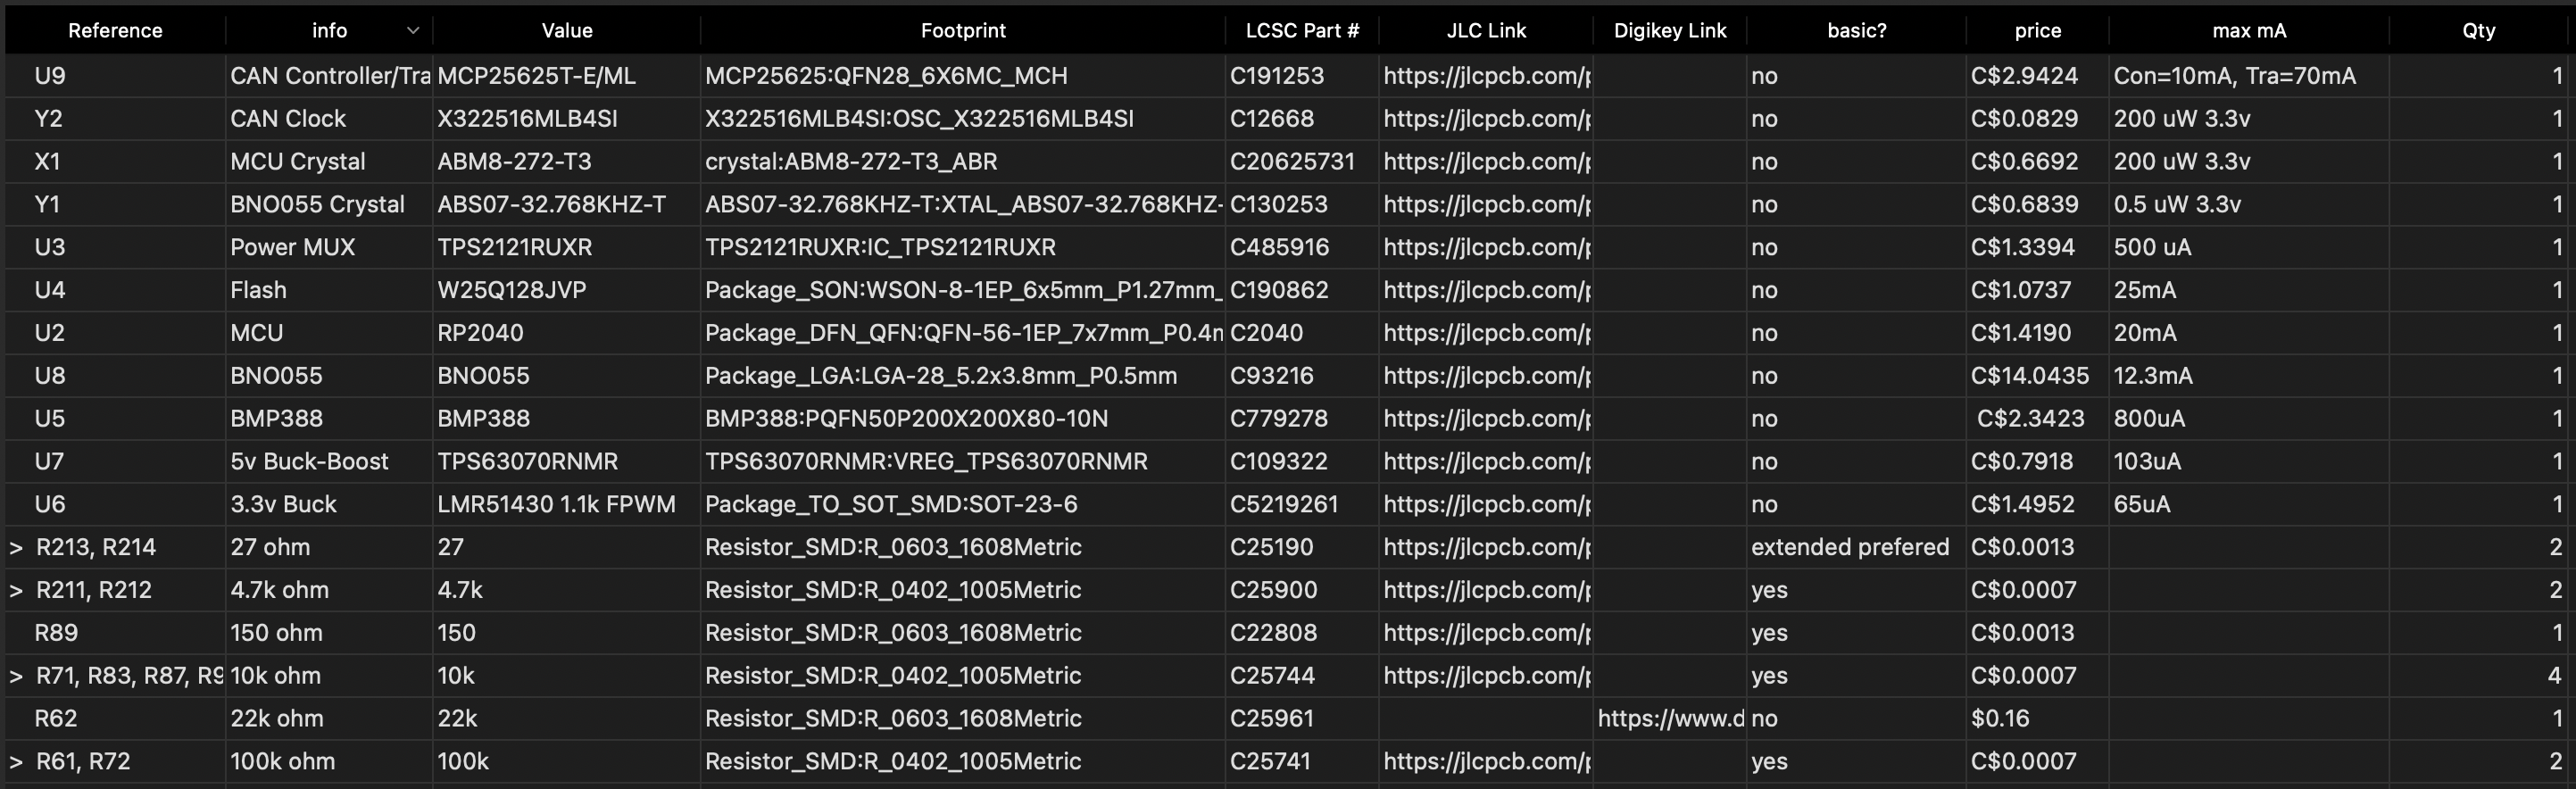 Reference info Value Footprint LCSC Part # JLC Link Digikey Link basic? price max mA Qty
U9 CAN Controller/Tra MCP25625T-E/ML MCP25625:QFN28_6X6MC_MCH C191253 https://jlcpcb.com/p no C$2.9424 Con=10mA, Tra=70mA 1
Y2 CAN Clock X322516MLB4SI X322516MLB4SI:OSC_X322516MLB4SI C12668 https://jlcpcb.com/p no C$0.0829 200 uW 3.3v 1
X1 MCU Crystal ABM8-272-T3 crystal:ABM8-272-T3_ABR C20625731 https://jlcpcb.com/p no C$0.6692 200 uW 3.3v 1
Y1 BNO055 Crystal ABS07-32.768KHZ-T ABS07-32.768KHZ-T:XTAL_ABS07-32.768KHZ- C130253 https://jlcpcb.com/p no C$0.6839 0.5 uW 3.3v 1
U3 Power MUX TPS2121RUXR TPS2121RUXR:IC_TPS2121RUXR C485916 https://jlcpcb.com/p no C$1.3394 500 uA 1
U4 Flash W25Q128JVP Package_SON:WSON-8-1EP_6x5mm_P1.27mm_ C190862 https://jlcpcb.com/p no C$1.0737 25mA 1
U2 MCU RP2040 Package_DFN_QFN:QFN-56-1EP_7x7mm_P0.4m C2040 https://jlcpcb.com/p no C$1.4190 20mA 1
U8 BNO055 BNO055 Package_LGA:LGA-28_5.2x3.8mm_P0.5mm C93216 https://jlcpcb.com/p no C$14.0435 12.3mA 1
U5 BMP388 BMP388 BMP388:PQFN50P200X200X80-10N C779278 https://jlcpcb.com/p no C$2.3423 800uA 1
U7 5v Buck-Boost TPS63070RNMR TPS63070RNMR:VREG_TPS63070RNMR C109322 https://jlcpcb.com/p no C$0.7918 103uA 1
U6 3.3v Buck LMR51430 1.1k FPWM Package_TO_SOT_SMD:SOT-23-6 C5219261 https://jlcpcb.com/p no C$1.4952 65uA 1
> R213, R214 27 ohm 27 Resistor_SMD:R_0603_1608Metric C25190 https://jlcpcb.com/p extended prefered C$0.0013 2
> R211, R212 4.7k ohm 4.7k Resistor_SMD:R_0402_1005Metric C25900 https://jlcpcb.com/p yes C$0.0007 2
R89 150 ohm 150 Resistor_SMD:R_0603_1608Metric C22808 https://jlcpcb.com/p yes C$0.0013 1
> R71, R83, R87, R9 10k ohm 10k Resistor_SMD:R_0402_1005Metric C25744 https://jlcpcb.com/p yes C$0.0007 4
R62 22k ohm 22k Resistor_SMD:R_0603_1608Metric C25961 https://www.d no $0.16 1
> R61, R72 100k ohm 100k Resistor_SMD:R_0402_1005Metric C25741 https://jlcpcb.com/p yes C$0.0007 2